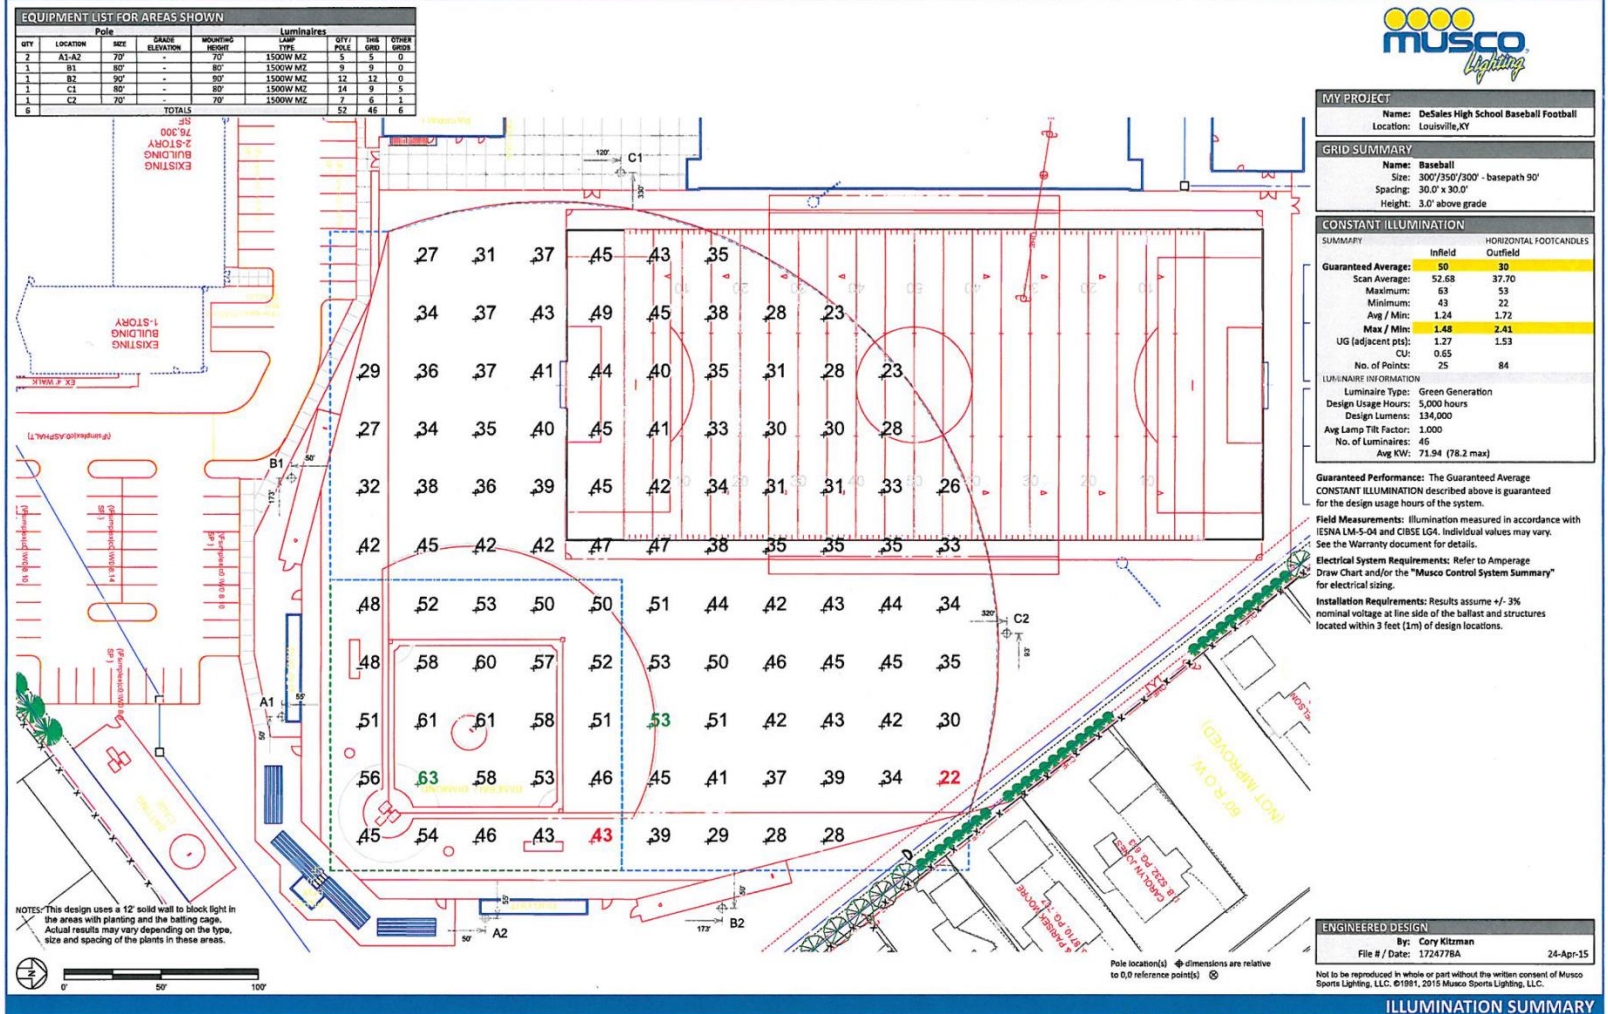 EQUIPMENT LIST FOR AREAS SHOWN
Pole Luminaires
QTY LOCATION SIZE GRADE ELEVATION MOUNTING HEIGHT LAMP TYPE QTY / POLE THIS GRID OTHER GRIDS
2 A1-A2 70' - 70' 1500W MZ 5 5 0
1 B1 80' - 80' 1500W MZ 9 9 0
1 B2 90' - 90' 1500W MZ 12 12 0
1 C1 80' - 80' 1500W MZ 14 9 5
1 C2 70' - 70' 1500W MZ 7 6 1
6 TOTALS 52 46 6
MUSCO
Lighting
MY PROJECT
Name: DeSales High School Baseball Football
Location: Louisville,KY
GRID SUMMARY
Name: Baseball
Size: 300'/350'/300' - basepath 90'
Spacing: 30.0' x 30.0'
Height: 3.0' above grade
CONSTANT ILLUMINATION
SUMMARY HORIZONTAL FOOTCANDLES
Infield Outfield
Guaranteed Average: 50 30
Scan Average: 52.68 37.70
Maximum: 63 53
Minimum: 43 22
Avg / Min: 1.24 1.72
Max / Min: 1.48 2.41
UG (adjacent pts): 1.27 1.53
CU: 0.65
No. of Points: 25 84
LUMINAIRE INFORMATION
Luminaire Type: Green Generation
Design Usage Hours: 5,000 hours
Design Lumens: 134,000
Avg Lamp Tilt Factor: 1.000
No. of Luminaires: 46
Avg KW: 71.94 (78.2 max)
Guaranteed Performance: The Guaranteed Average
CONSTANT ILLUMINATION described above is guaranteed
for the design usage hours of the system.
Field Measurements: Illumination measured in accordance with
IESNA LM-5-04 and CIBSE LG4. Individual values may vary.
See the Warranty document for details.
Electrical System Requirements: Refer to Amperage
Draw Chart and/or the "Musco Control System Summary"
for electrical sizing.
Installation Requirements: Results assume +/- 3%
nominal voltage at line side of the ballast and structures
located within 3 feet (1m) of design locations.
EXISTING
BUILDING
2-STORY
76,300
SF
EXISTING
BUILDING
1-STORY
EX 4' WALK
120' C1
330'
27 31 37 45 43 35
34 37 43 49 45 38 28 23
29 36 37 41 44 40 35 31 28 23
27 34 35 40 45 41 33 30 30 28
B1 50'
173'
32 38 36 39 45 42 34 31 31 33 26
42 45 42 42 47 47 38 35 35 35 33
48 52 53 50 50 51 44 42 43 44 34
320' C2
63'
48 58 60 57 52 53 50 46 45 45 35
A1 55'
50'
51 61 61 58 51 53 51 42 43 42 30
56 63 58 53 46 45 41 37 39 34 22
45 54 46 43 43 39 29 28 28
55' 50'
50' A2 173' B2
BATTING
CAGE
60' R.O.W.
(NOT IMPROVED)
CAROLYN JONES
NOTES: This design uses a 12' solid wall to block light in
the areas with planting and the batting cage.
Actual results may vary depending on the type,
size and spacing of the plants in these areas.
N
0' 50' 100'
Pole location(s) dimensions are relative
to 0,0 reference point(s)
ENGINEERED DESIGN
By: Cory Kitzman
File # / Date: 172477BA 24-Apr-15
Not to be reproduced in whole or part without the written consent of Musco
Sports Lighting, LLC. ©1981, 2015 Musco Sports Lighting, LLC.
ILLUMINATION SUMMARY